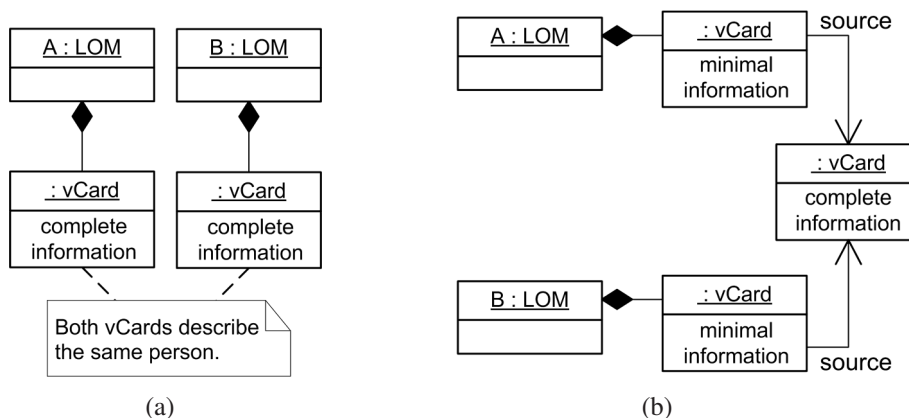 A : LOM
B : LOM
: vCard
complete
information
: vCard
complete
information
Both vCards describe
the same person.
(a)
A : LOM
: vCard
minimal
information
source
: vCard
complete
information
B : LOM
: vCard
minimal
information
source
(b)